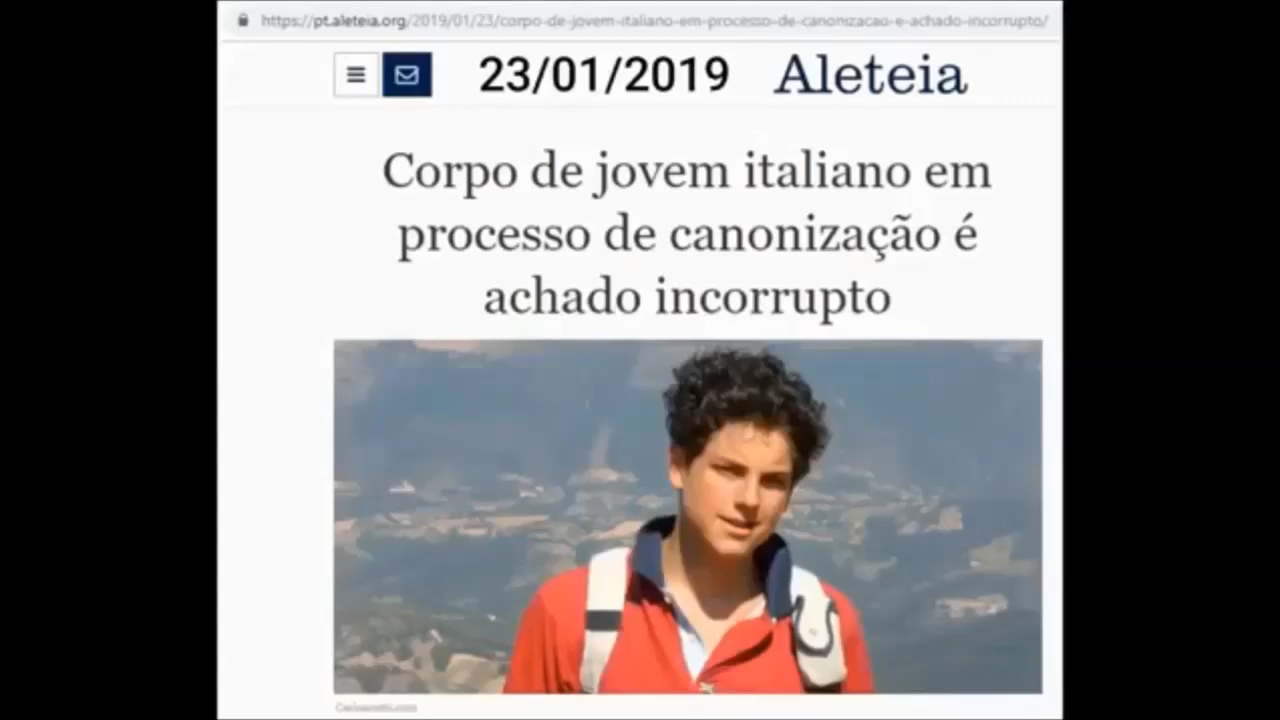 https://pt.aleteia.org/2019/01/23/corpo-de-jovem-italiano-em-processo-de-canonizacao-e-achado-incorrupto/
23/01/2019 Aleteia
Corpo de jovem italiano em
processo de canonização é
achado incorrupto